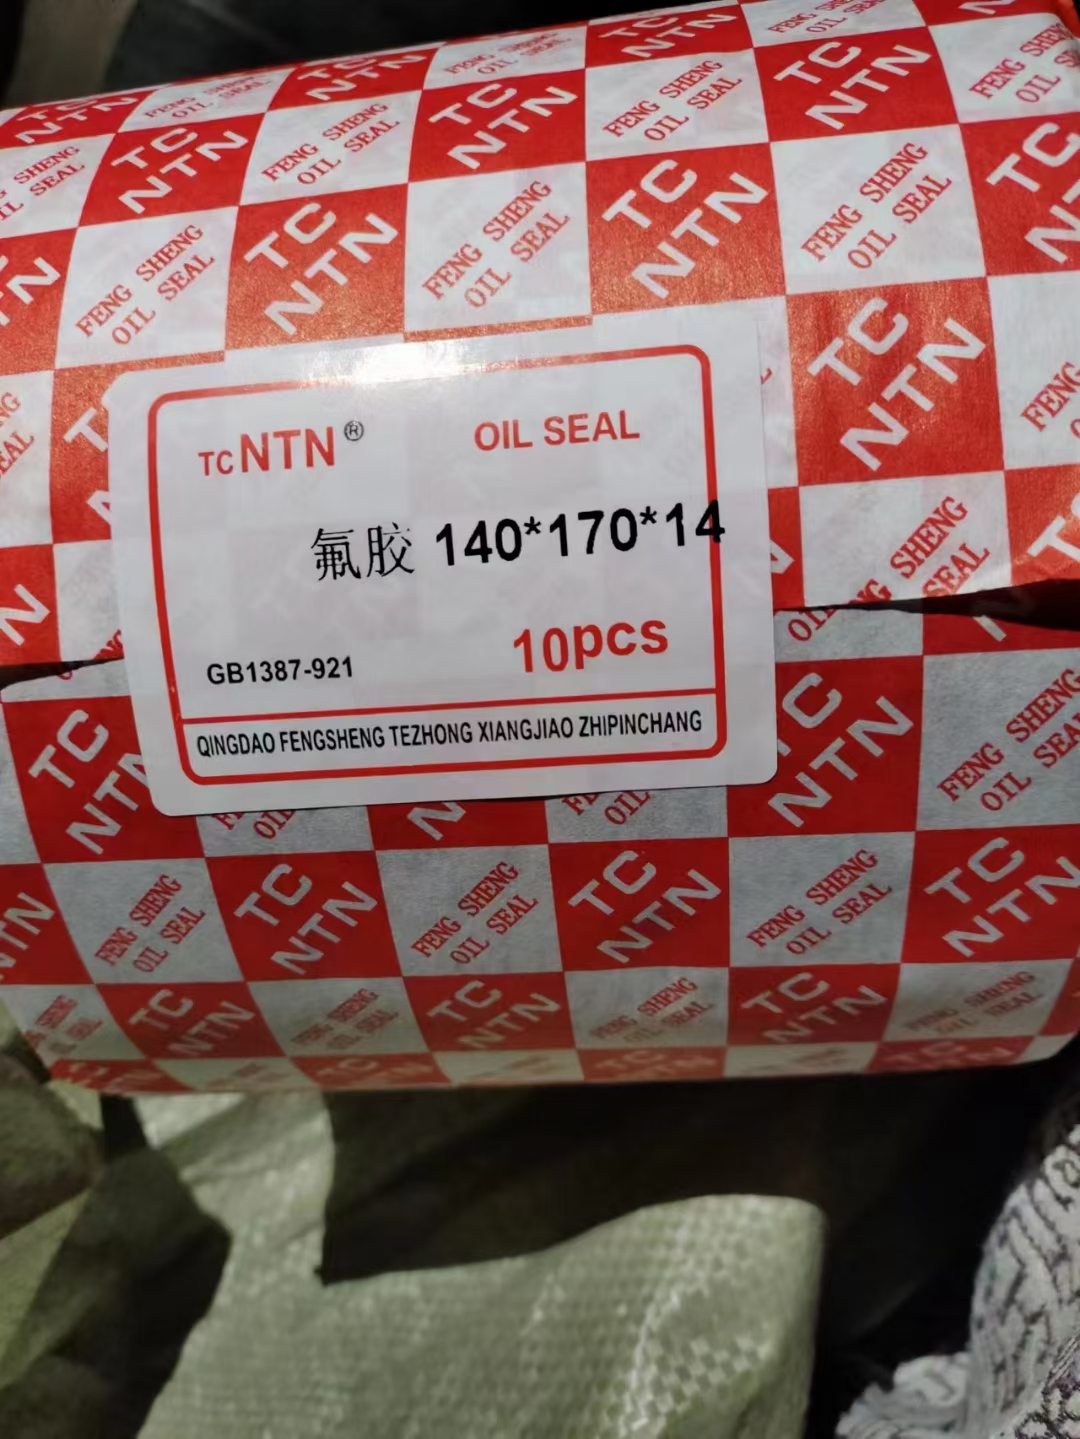 TC NTN® OIL SEAL
氟胶 140*170*14
10pcs
GB1387-921
QINGDAO FENGSHENG TEZHONG XIANGJIAO ZHIPINCHANG
TC
NTN
FENG SHENG
OIL SEAL